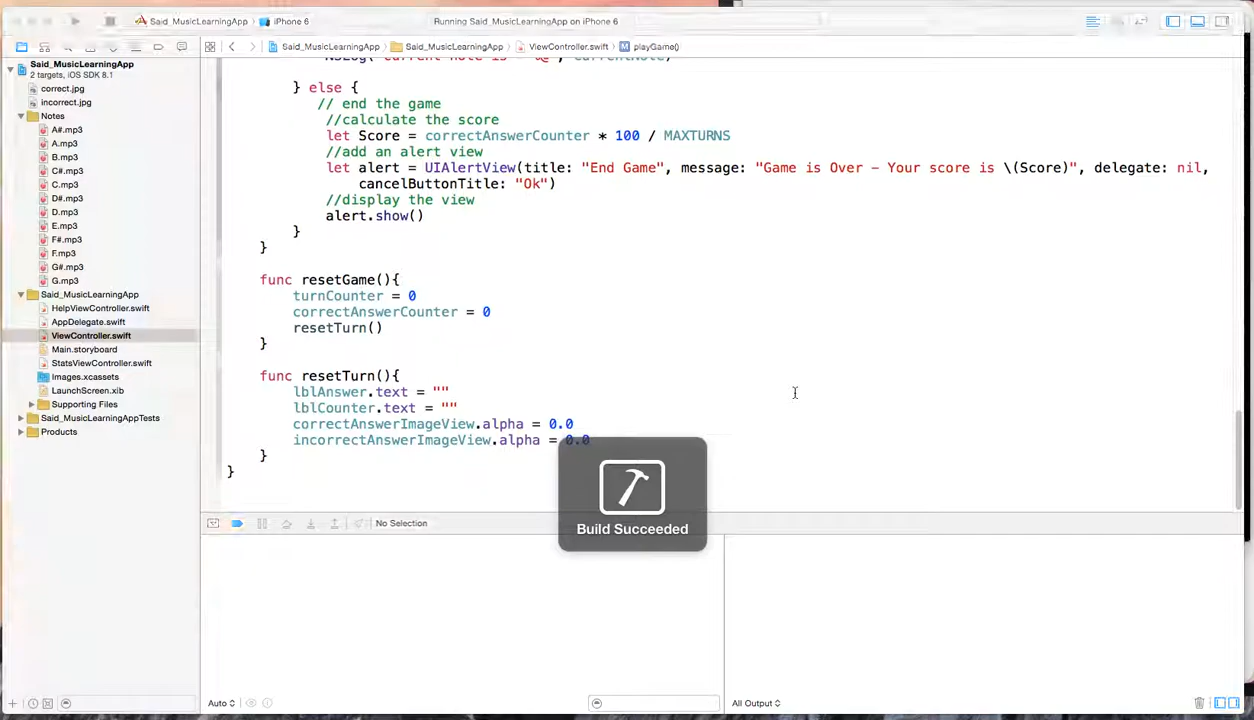 Said_MusicLearningApp
iPhone 6
Running Said_MusicLearningApp on iPhone 6
Said_MusicLearningApp
Said_MusicLearningApp
ViewController.swift
M playGame()
Said_MusicLearningApp
2 targets, iOS SDK 8.1
correct.jpg
incorrect.jpg
Notes
A#.mp3
A.mp3
B.mp3
C#.mp3
C.mp3
D#.mp3
D.mp3
E.mp3
F#.mp3
F.mp3
G#.mp3
G.mp3
Said_MusicLearningApp
HelpViewController.swift
AppDelegate.swift
ViewController.swift
Main.storyboard
StatsViewController.swift
Images.xcassets
LaunchScreen.xib
Supporting Files
Said_MusicLearningAppTests
Products
} else {
// end the game
//calculate the score
let Score = correctAnswerCounter * 100 / MAXTURNS
//add an alert view
let alert = UIAlertView(title: "End Game", message: "Game is Over - Your score is \(Score)", delegate: nil,
cancelButtonTitle: "Ok")
//display the view
alert.show()
}
}
func resetGame(){
turnCounter = 0
correctAnswerCounter = 0
resetTurn()
}
func resetTurn(){
lblAnswer.text = ""
lblCounter.text = ""
correctAnswerImageView.alpha = 0.0
incorrectAnswerImageView.alpha = 0.0
}
}
Build Succeeded
No Selection
Auto
All Output